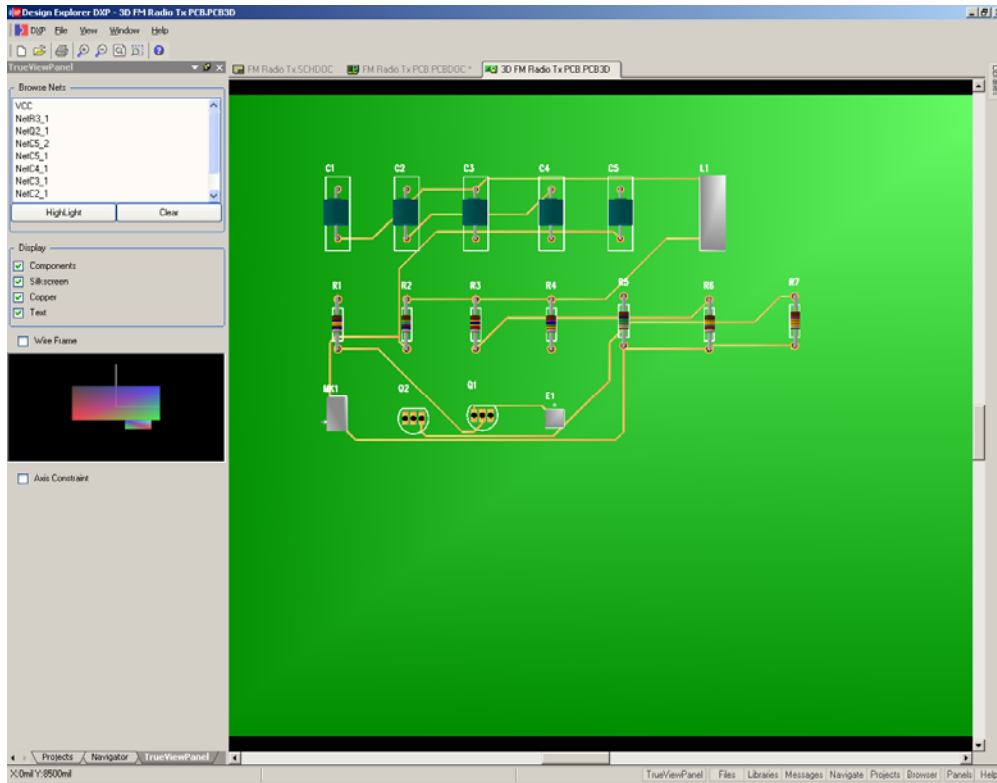 Design Explorer DXP - 3D FM Radio Tx PCB.PCB3D
DXP File View Window Help
TrueViewPanel
FM Radio Tx.SCHDOC
FM Radio Tx PCB.PCBDOC *
3D FM Radio Tx PCB.PCB3D
Browse Nets
VCC
NetR3_1
NetQ2_1
NetC5_2
NetC5_1
NetC4_1
NetC3_1
NetC2_1
HighLight Clear
Display
Components
Silkscreen
Copper
Text
Wire Frame
Axis Constraint
C1 C2 C3 C4 C5 L1
R1 R2 R3 R4 R5 R6 R7
MK1 Q2 Q1 E1
Projects Navigator TrueViewPanel
X:0mil Y:8500mil
TrueViewPanel Files Libraries Messages Navigate Projects Browser Panels Help